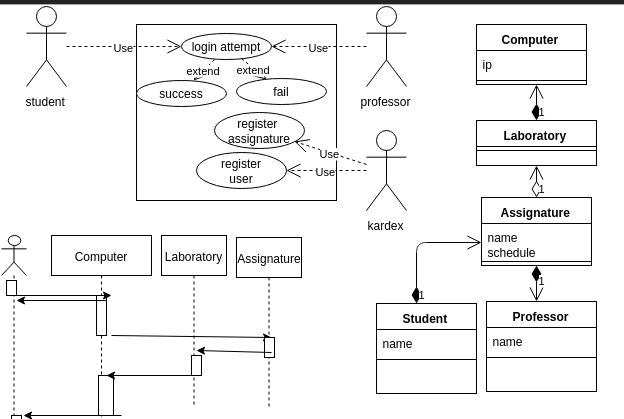 student
Use
login attempt
Use
professor
extend
extend
success
fail
register
assignature
Use
register
user
Use
kardex
Computer
ip
1
Laboratory
1
Assignature
name
schedule
1
1
Student
name
Professor
name
Computer
Laboratory
Assignature